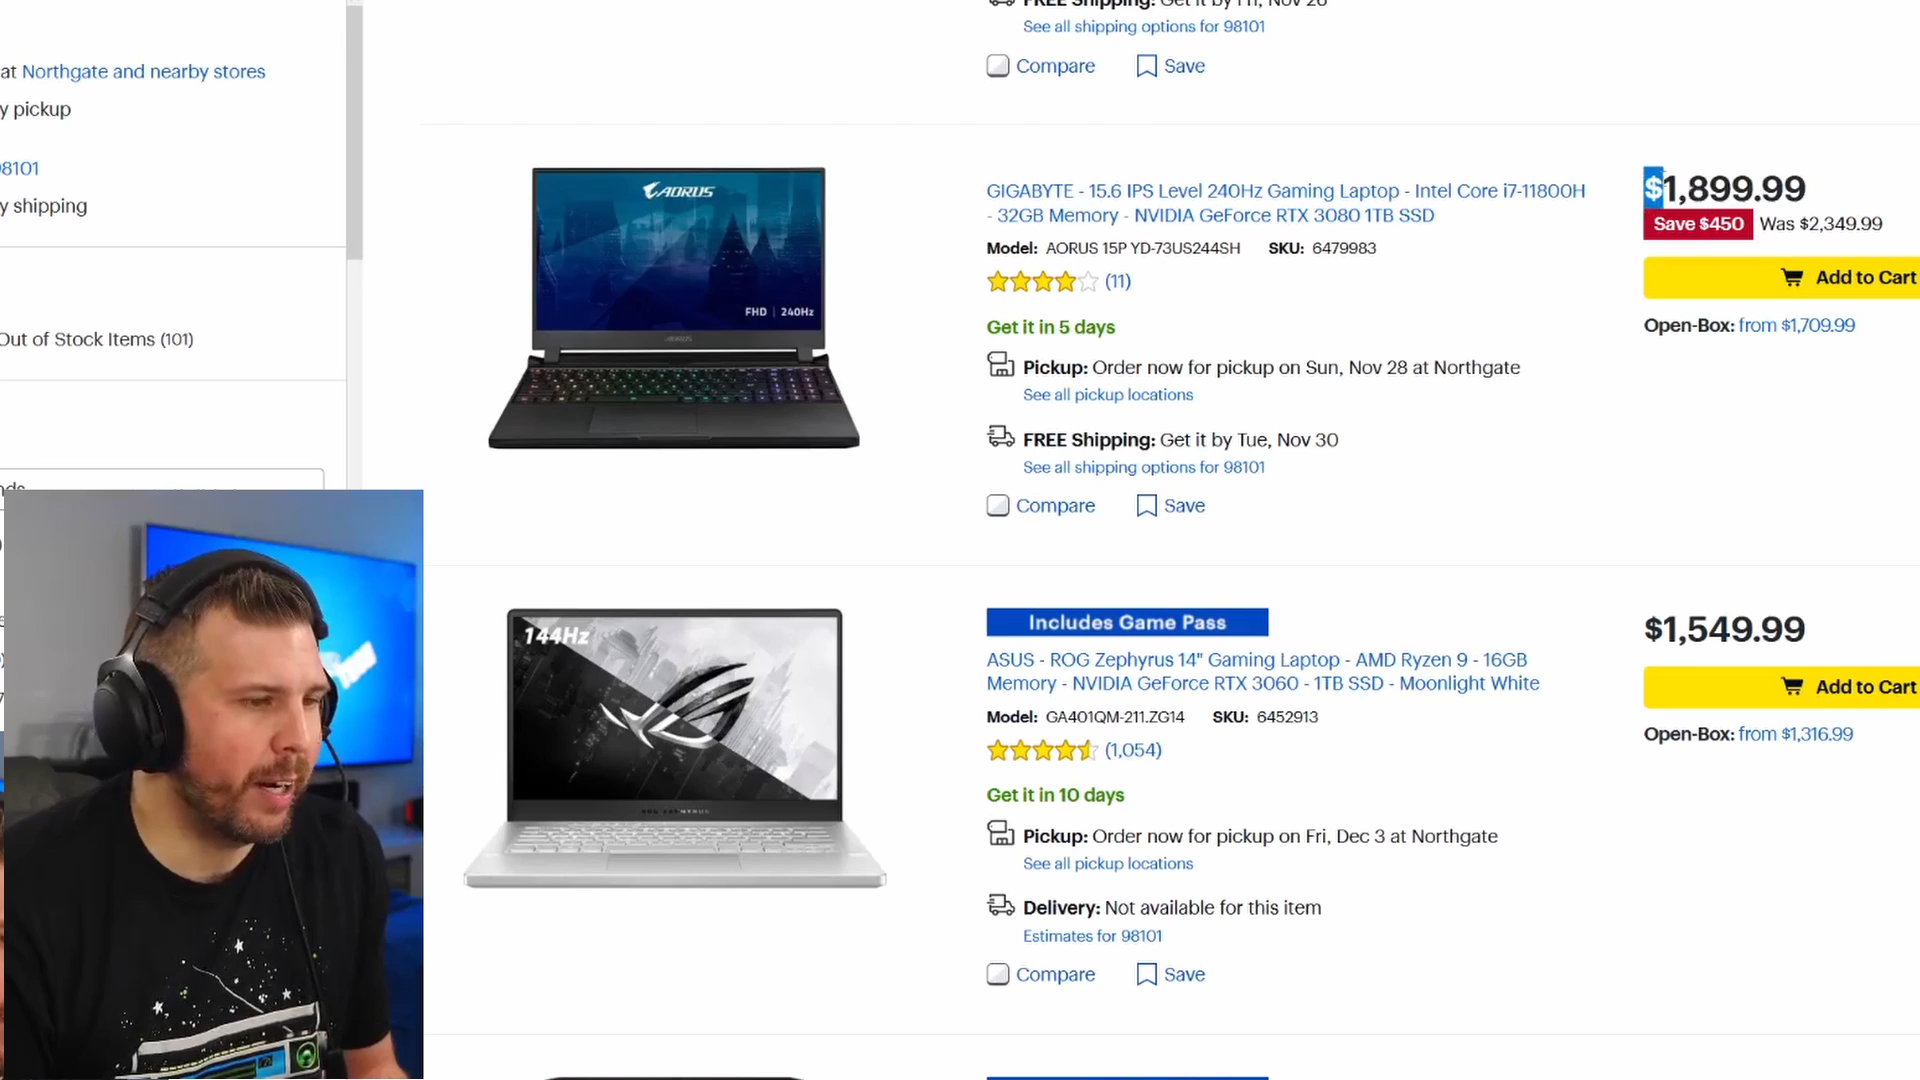 See all shipping options for 98101
Compare
Save
at Northgate and nearby stores
y pickup
98101
y shipping
Out of Stock Items (101)
AORUS
FHD | 240Hz
GIGABYTE - 15.6 IPS Level 240Hz Gaming Laptop - Intel Core i7-11800H
- 32GB Memory - NVIDIA GeForce RTX 3080 1TB SSD
Model: AORUS 15P YD-73US244SH SKU: 6479983
(11)
Get it in 5 days
Pickup: Order now for pickup on Sun, Nov 28 at Northgate
See all pickup locations
FREE Shipping: Get it by Tue, Nov 30
See all shipping options for 98101
Compare
Save
$1,899.99
Save $450 Was $2,349.99
Add to Cart
Open-Box: from $1,709.99
144Hz
Includes Game Pass
ASUS - ROG Zephyrus 14" Gaming Laptop - AMD Ryzen 9 - 16GB
Memory - NVIDIA GeForce RTX 3060 - 1TB SSD - Moonlight White
Model: GA401QM-211.ZG14 SKU: 6452913
(1,054)
Get it in 10 days
Pickup: Order now for pickup on Fri, Dec 3 at Northgate
See all pickup locations
Delivery: Not available for this item
Estimates for 98101
Compare
Save
$1,549.99
Add to Cart
Open-Box: from $1,316.99